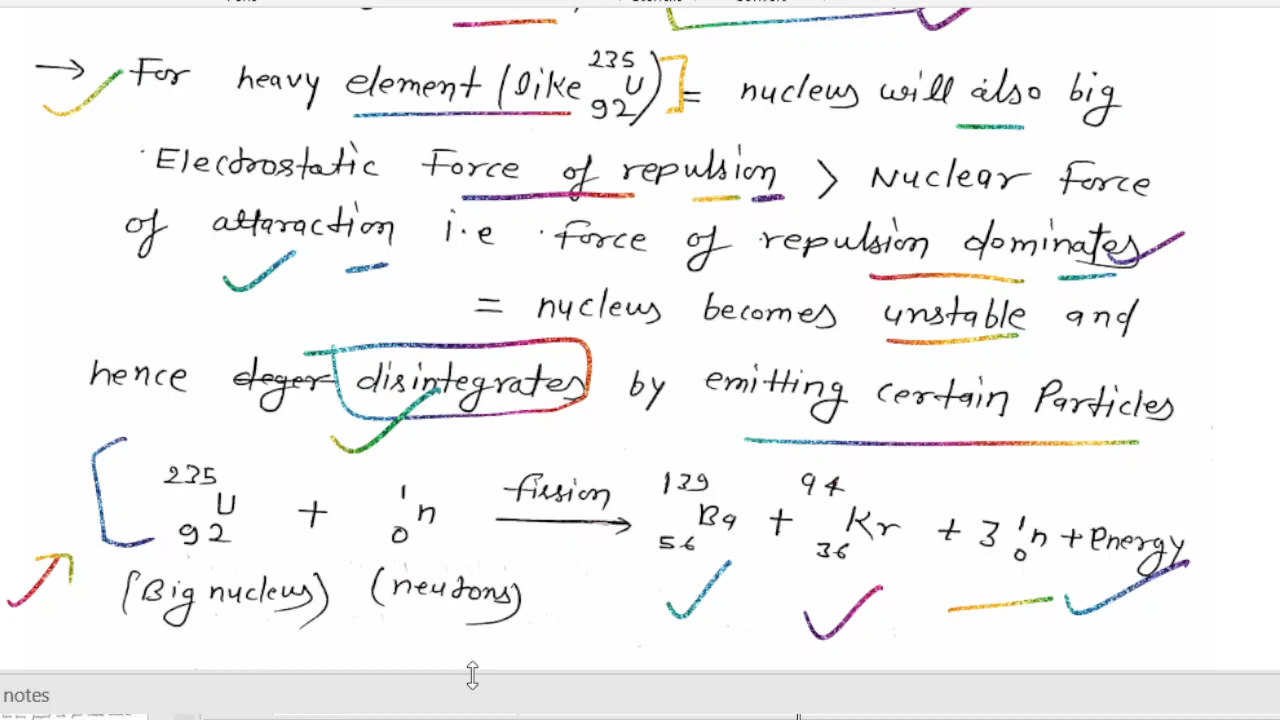 → For heavy element (like ²³⁵₉₂U) = nucleus will also big
Electrostatic Force of repulsion > Nuclear Force
of attaraction i.e Force of repulsion dominates
= nucleus becomes unstable and
hence deger disintegrates by emitting certain Particles
²³⁵₉₂U + ¹₀n fission → ¹³⁹₅₆Ba + ⁹⁴₃₆Kr + 3 ¹₀n + energy
(Big nucleus) (neutons)
notes